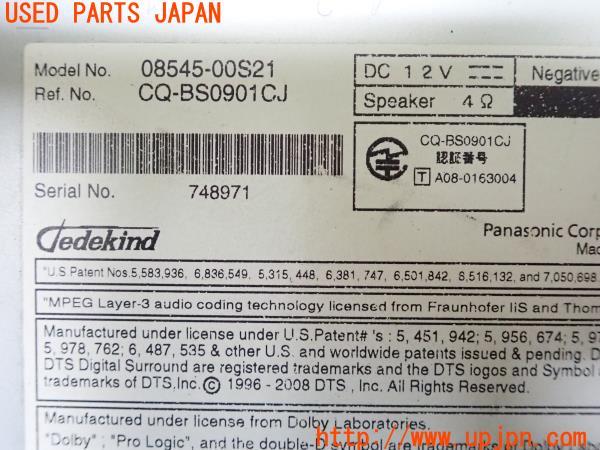 USED PARTS JAPAN
Model No. 08545-00S21
Ref. No. CQ-BS0901CJ
DC 12V
Negative
Speaker 4Ω
CQ-BS0901CJ
認証番号
T A08-0163004
Serial No. 748971
Dedekind
Panasonic Corp
Mad
"U.S Patent Nos.5,583,936, 6,836,549, 5,315,448, 6,381,747, 6,501,842, 6,516,132, and 7,050,698
"MPEG Layer-3 audio coding technology licensed from Fraunhofer IIS and Thom
Manufactured under license under U.S.Patent# 's : 5, 451, 942; 5, 956, 674; 5, 97
5, 978, 762; 6, 487, 535 & other U.S. and worldwide patents issued & pending. D
DTS Digital Surround are registered trademarks and the DTS logos and Symbol a
trademarks of DTS,Inc.© 1996-2008 DTS , Inc. All Rights Reserved.
Manufactured under license from Dolby Laboratories.
"Dolby" ; "Pro Logic", and the double-D symbol are trademarks of Dolby Labor
http://www.upjpn.com/